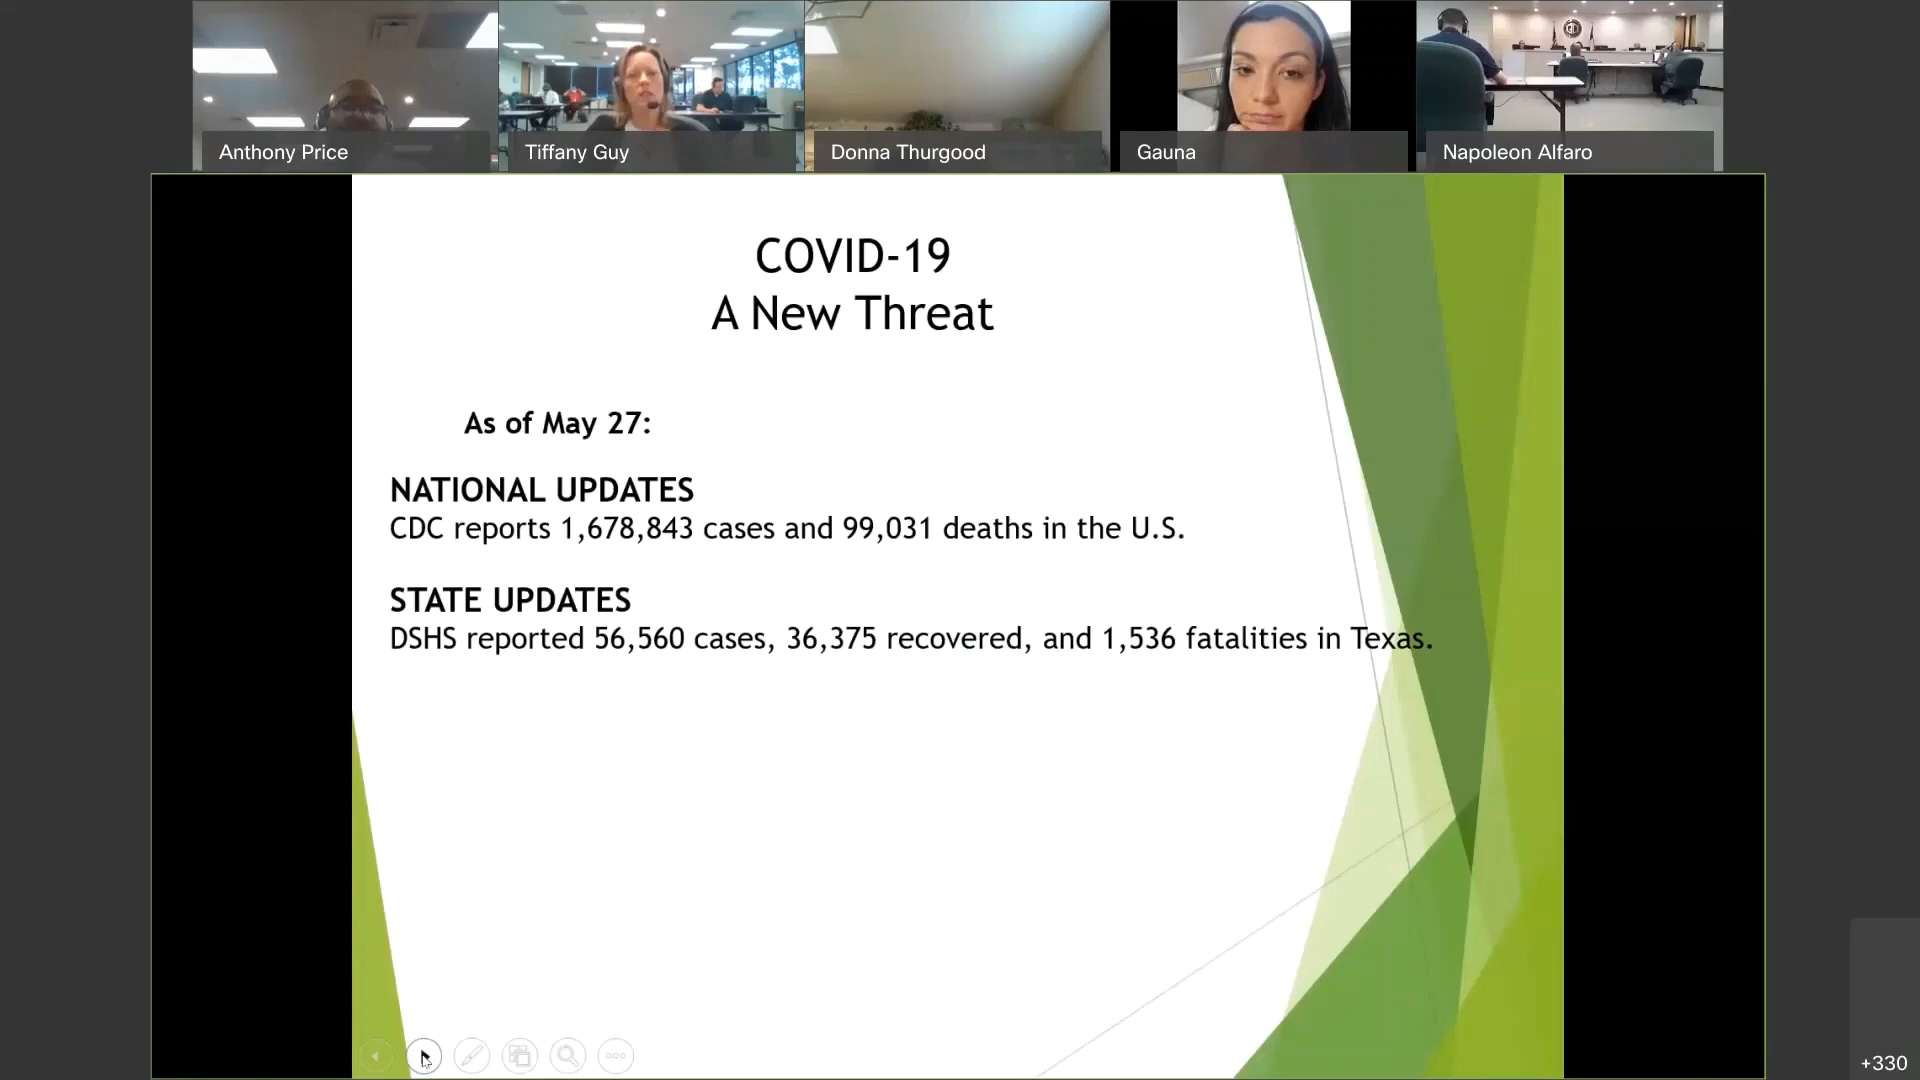 Anthony Price
Tiffany Guy
Donna Thurgood
Gauna
Napoleon Alfaro
COVID-19
A New Threat
As of May 27:
NATIONAL UPDATES
CDC reports 1,678,843 cases and 99,031 deaths in the U.S.
STATE UPDATES
DSHS reported 56,560 cases, 36,375 recovered, and 1,536 fatalities in Texas.
+330